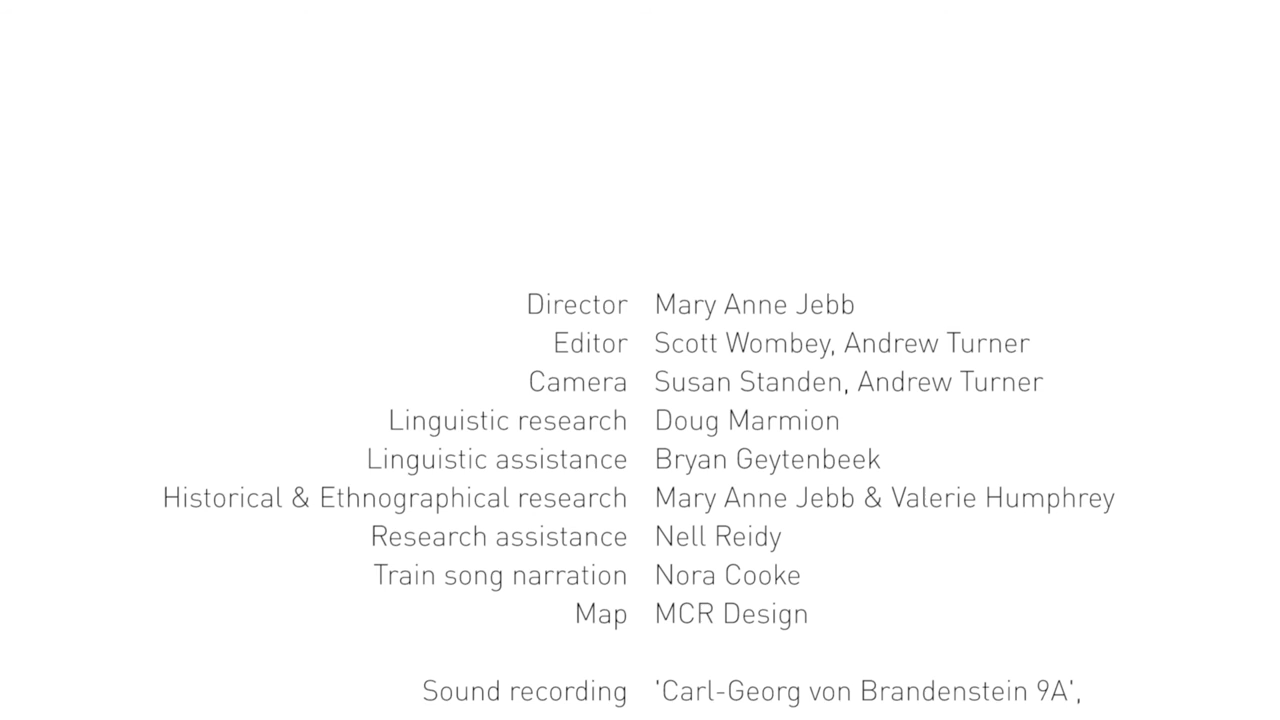 Director Mary Anne Jebb
Editor Scott Wombey, Andrew Turner
Camera Susan Standen, Andrew Turner
Linguistic research Doug Marmion
Linguistic assistance Bryan Geytenbeek
Historical & Ethnographical research Mary Anne Jebb & Valerie Humphrey
Research assistance Nell Reidy
Train song narration Nora Cooke
Map MCR Design
Sound recording 'Carl-Georg von Brandenstein 9A',